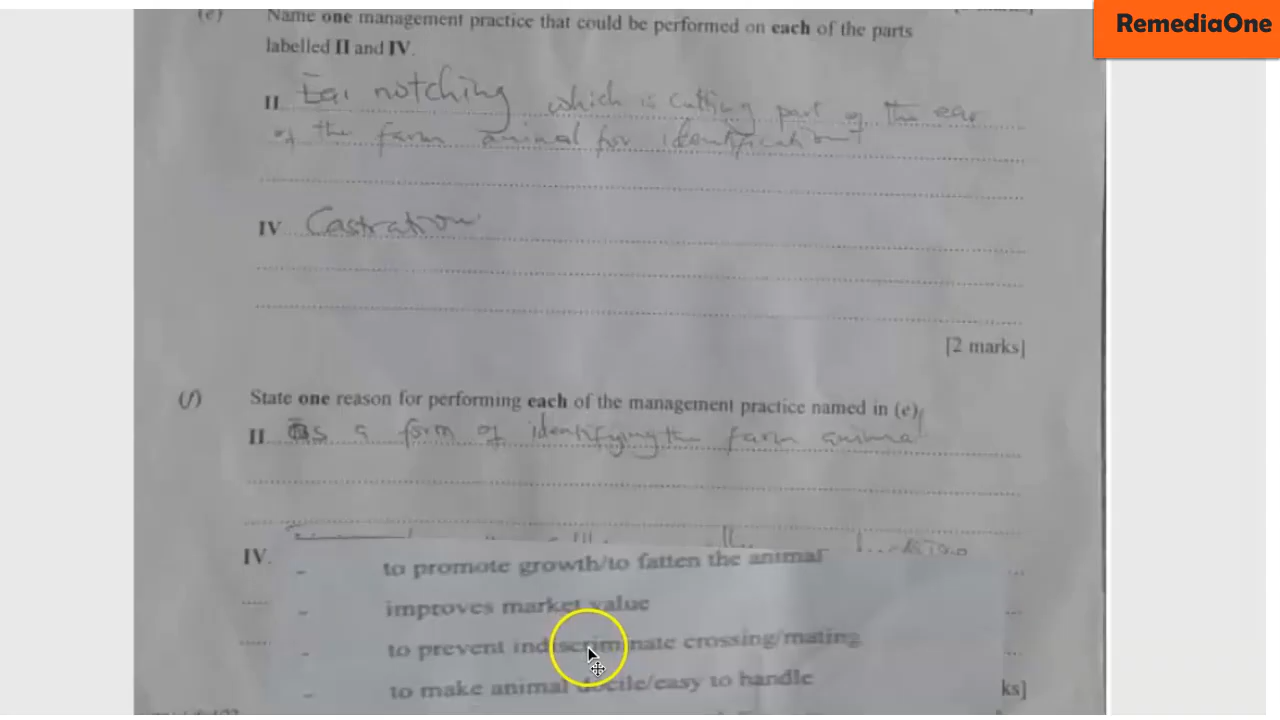 RemediaOne
(e) Name one management practice that could be performed on each of the parts
labelled II and IV.
II Ear notching which is cutting part of the ear
of the farm animal for identification
IV Castration
[2 marks]
(f) State one reason for performing each of the management practice named in (e)
II as a form of identifying the farm animal
IV.
- to promote growth/to fatten the animal
- improves market value
- to prevent indiscriminate crossing/mating
- to make animal docile/easy to handle
ks]